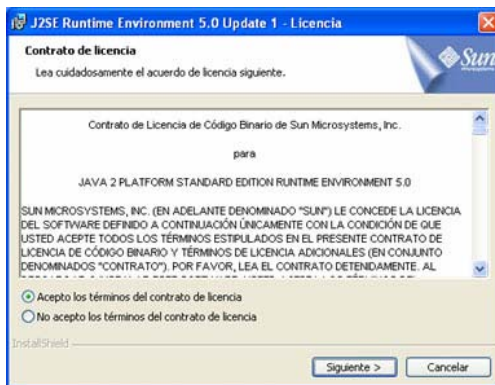 J2SE Runtime Environment 5.0 Update 1 - Licencia
Contrato de licencia
Lea cuidadosamente el acuerdo de licencia siguiente.
Sun
microsystems
Contrato de Licencia de Código Binario de Sun Microsystems, Inc.
para
JAVA 2 PLATFORM STANDARD EDITION RUNTIME ENVIRONMENT 5.0
SUN MICROSYSTEMS, INC. (EN ADELANTE DENOMINADO "SUN") LE CONCEDE LA LICENCIA
DEL SOFTWARE DEFINIDO A CONTINUACIÓN ÚNICAMENTE CON LA CONDICIÓN DE QUE
USTED ACEPTE TODOS LOS TÉRMINOS ESTIPULADOS EN EL PRESENTE CONTRATO DE
LICENCIA DE CÓDIGO BINARIO Y TÉRMINOS DE LICENCIA ADICIONALES (EN CONJUNTO
DENOMINADOS "CONTRATO"). POR FAVOR, LEA EL CONTRATO DETENIDAMENTE. AL
Acepto los términos del contrato de licencia
No acepto los términos del contrato de licencia
InstallShield
Siguiente >
Cancelar